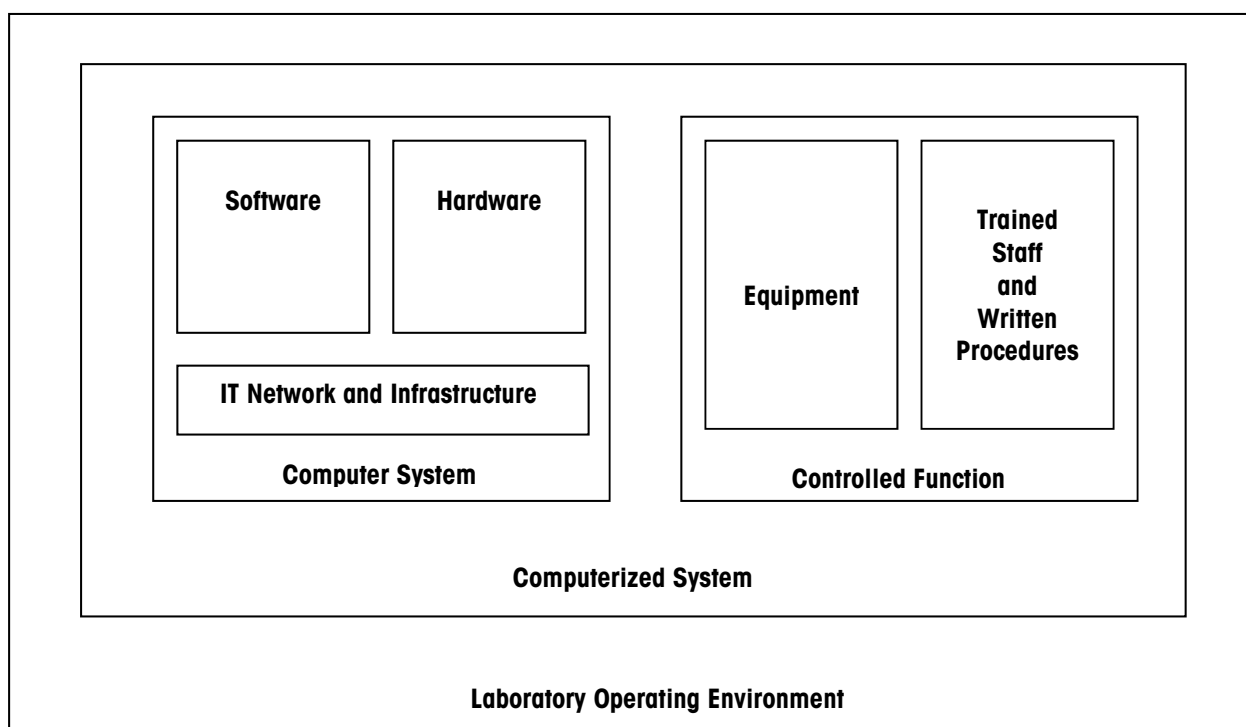 Software
Hardware
IT Network and Infrastructure
Computer System
Equipment
Trained
Staff
and
Written
Procedures
Controlled Function
Computerized System
Laboratory Operating Environment